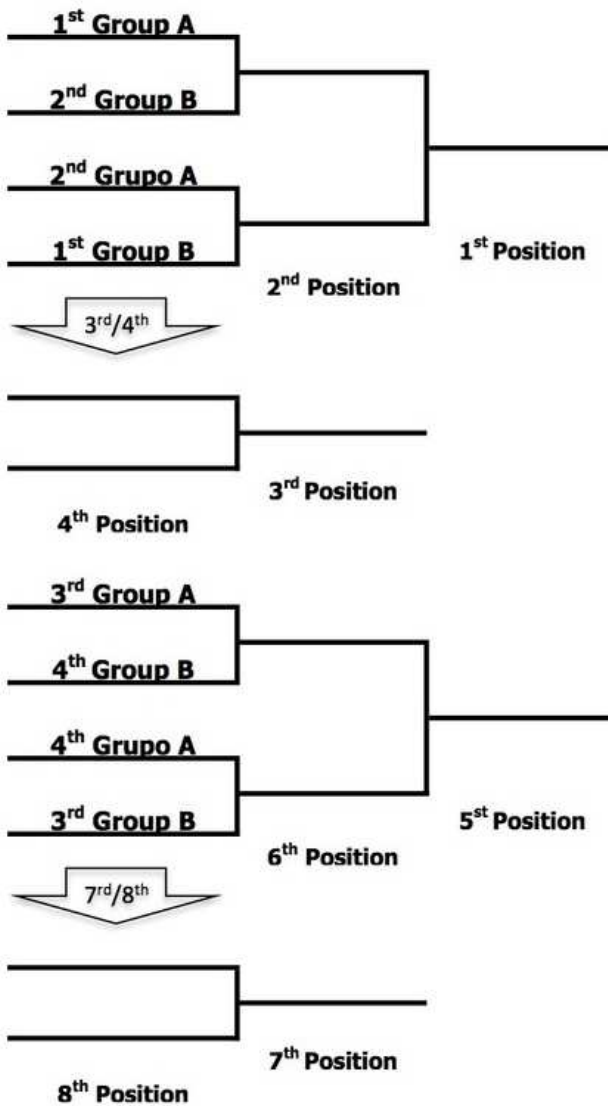 1st Group A
2nd Group B
2nd Grupo A
1st Group B
1st Position
2nd Position
3rd/4th
3rd Position
4th Position
3rd Group A
4th Group B
4th Grupo A
3rd Group B
5st Position
6th Position
7rd/8th
7th Position
8th Position